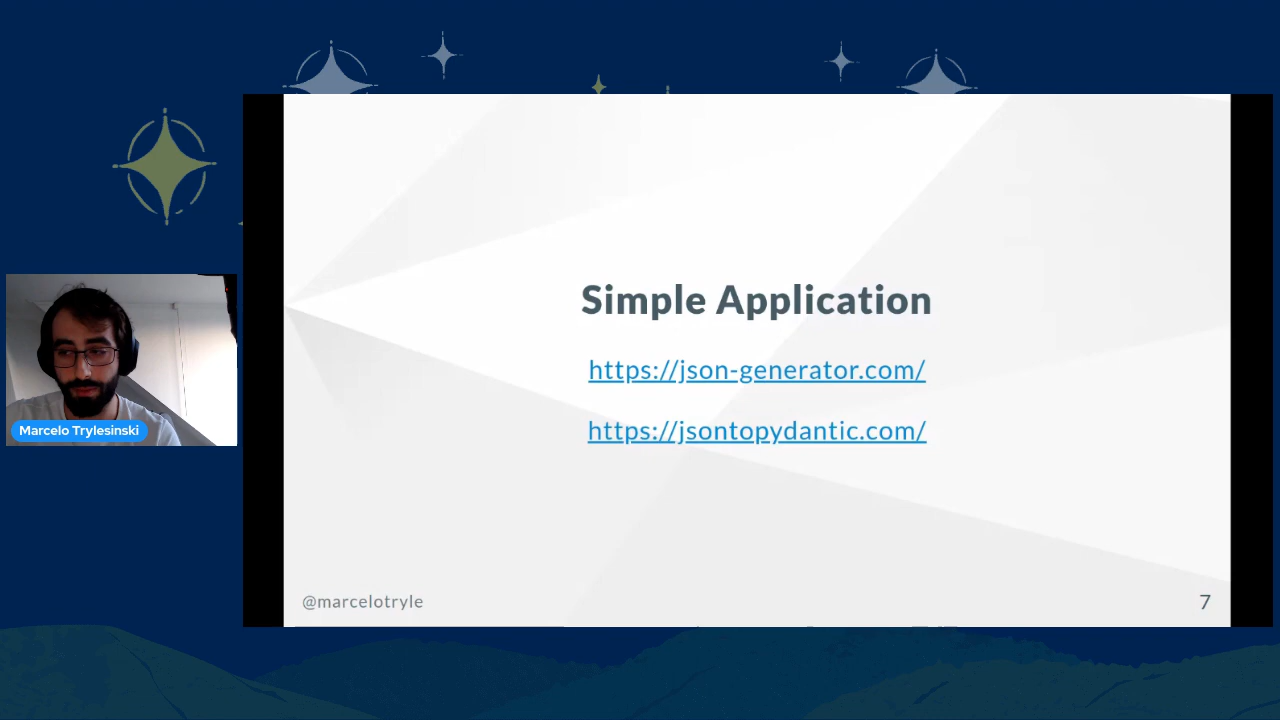 Simple Application
https://json-generator.com/
https://jsontopydantic.com/
Marcelo Trylesinski
@marcelotryle
7